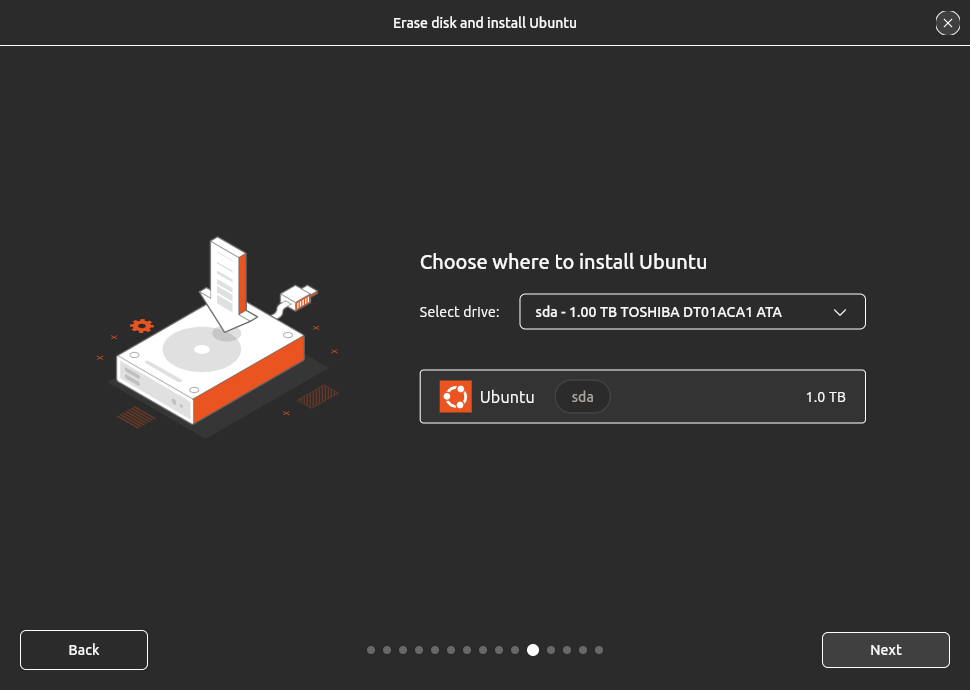 Erase disk and install Ubuntu
Choose where to install Ubuntu
Select drive: sda - 1.00 TB TOSHIBA DT01ACA1 ATA
Ubuntu sda 1.0 TB
Back Next